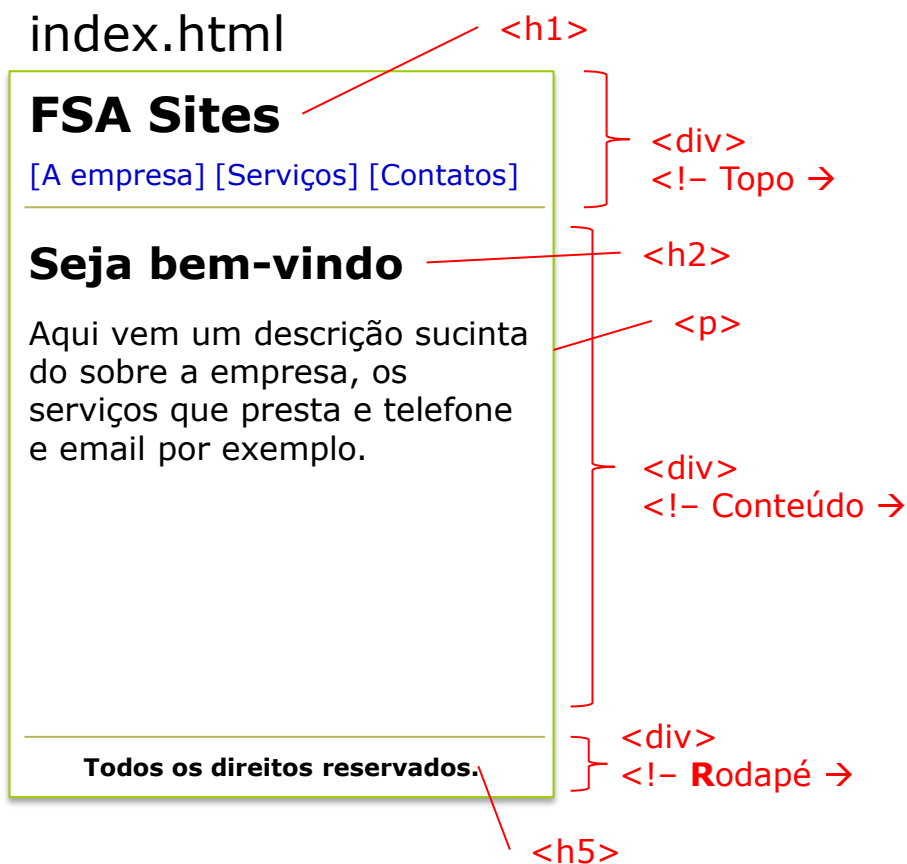 index.html
<h1>
FSA Sites
[A empresa] [Serviços] [Contatos]
<div>
<!– Topo →
Seja bem-vindo
<h2>
Aqui vem um descrição sucinta
do sobre a empresa, os
serviços que presta e telefone
e email por exemplo.
<p>
<div>
<!– Conteúdo →
Todos os direitos reservados.
<div>
<!– Rodapé →
<h5>